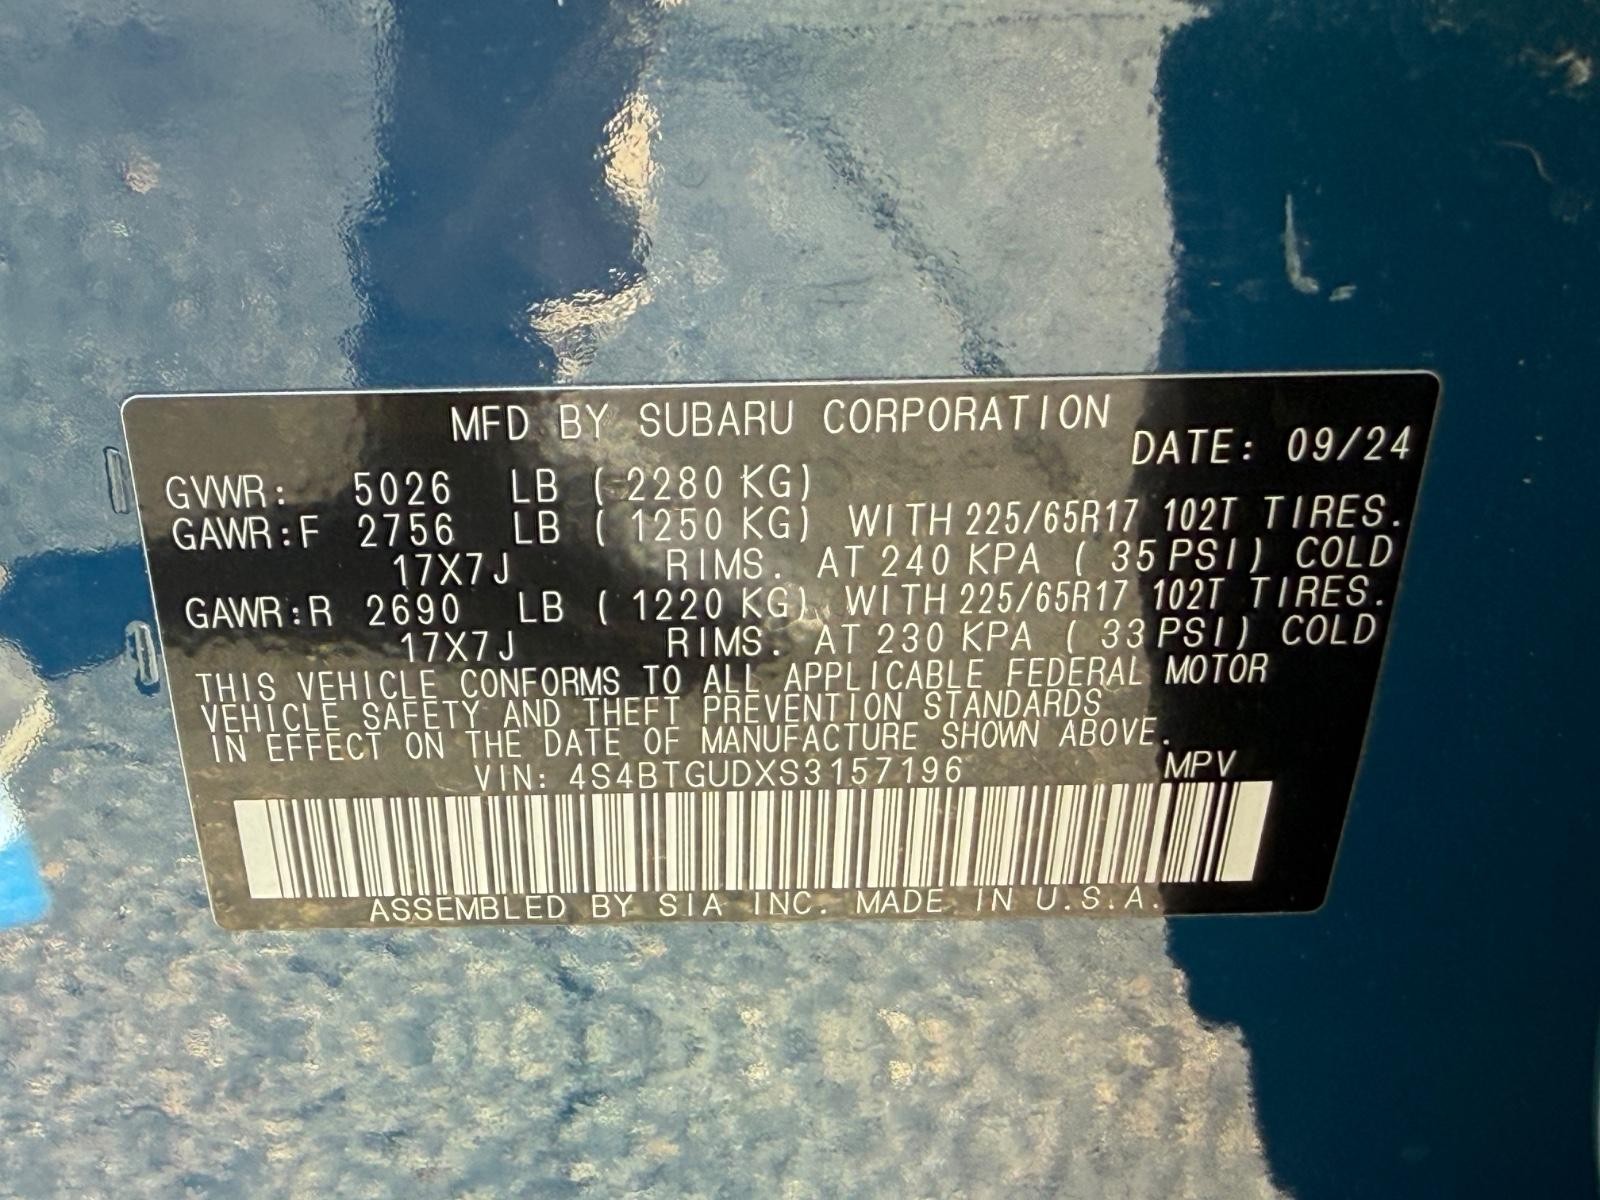 MFD BY SUBARU CORPORATION
DATE: 09/24
GVWR: 5026 LB ( 2280 KG)
GAWR:F 2756 LB ( 1250 KG) WITH 225/65R17 102T TIRES.
17X7J RIMS. AT 240 KPA ( 35 PSI) COLD
GAWR:R 2690 LB ( 1220 KG) WITH 225/65R17 102T TIRES.
17X7J RIMS. AT 230 KPA ( 33 PSI) COLD
THIS VEHICLE CONFORMS TO ALL APPLICABLE FEDERAL MOTOR
VEHICLE SAFETY AND THEFT PREVENTION STANDARDS
IN EFFECT ON THE DATE OF MANUFACTURE SHOWN ABOVE.
VIN: 4S4BTGUDXS3157196 MPV
ASSEMBLED BY SIA INC. MADE IN U.S.A.